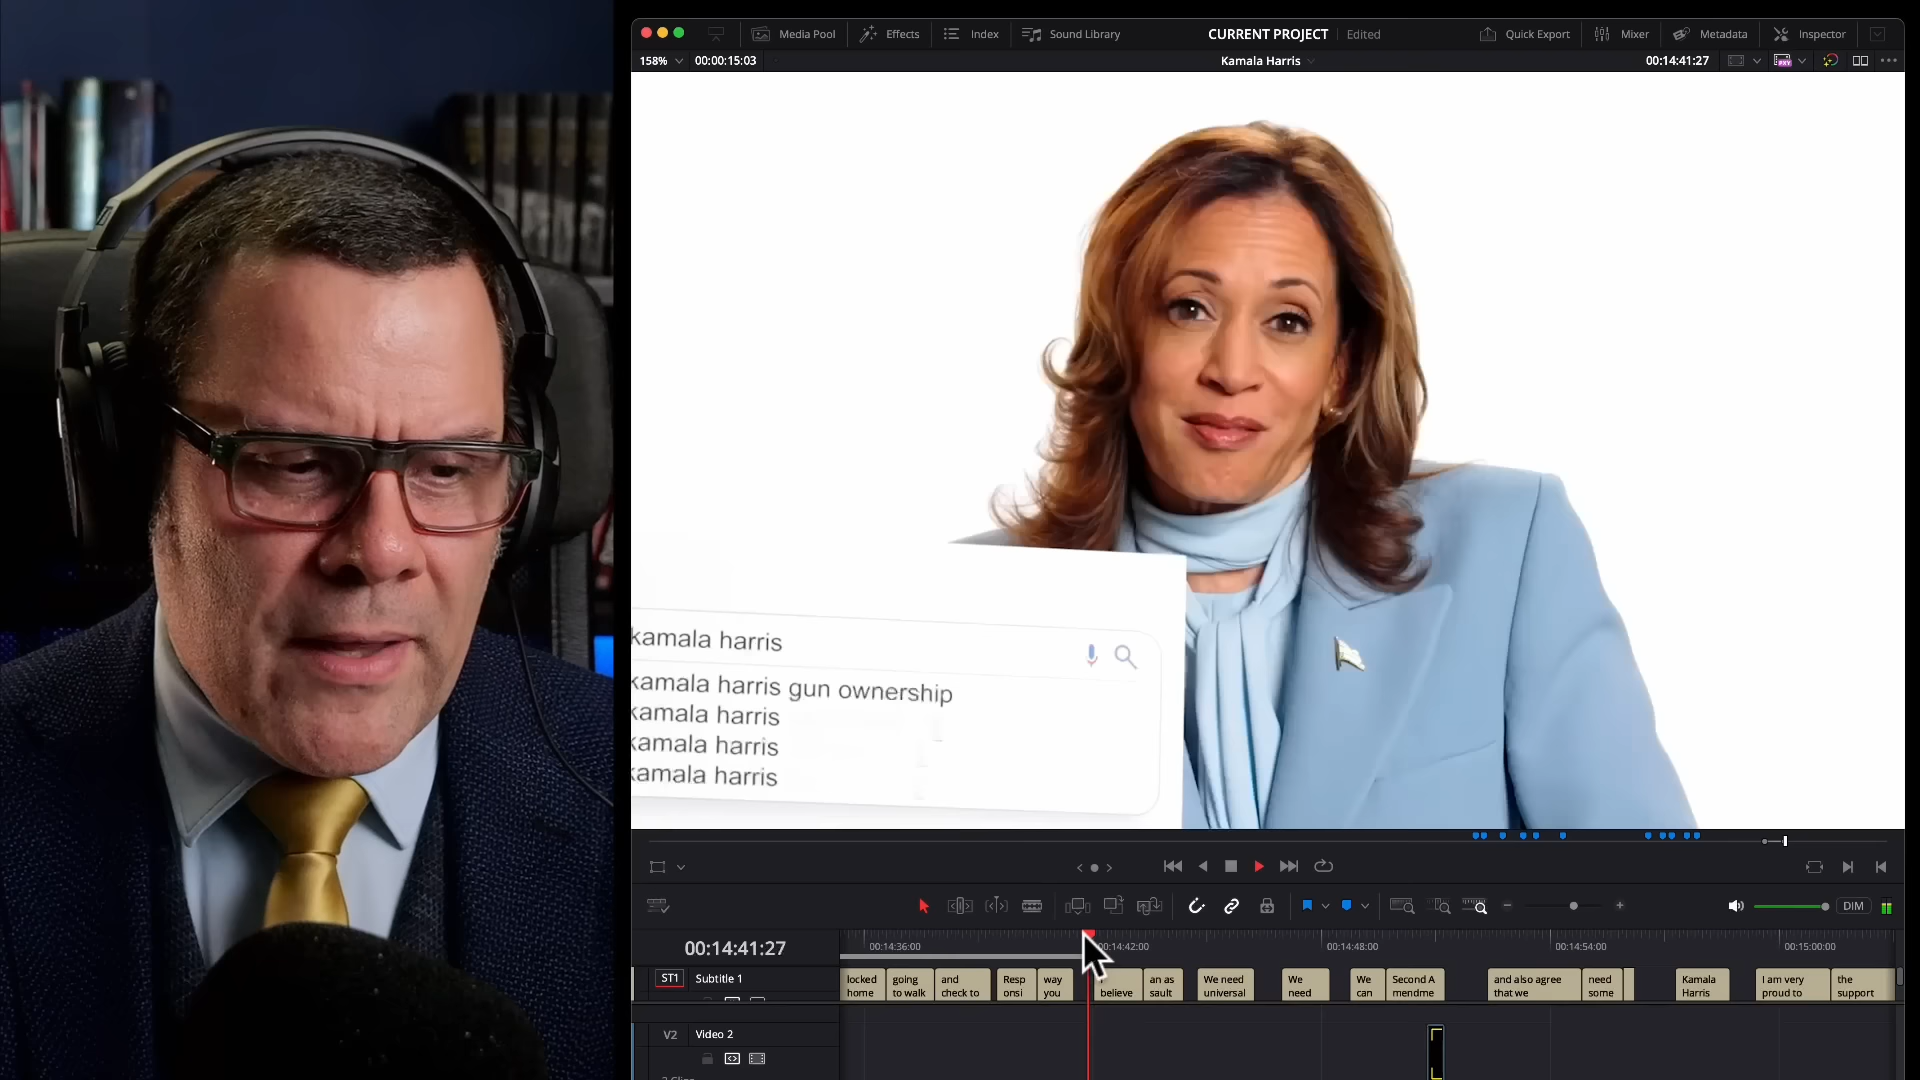 Media Pool Effects Index Sound Library CURRENT PROJECT Edited Quick Export Mixer Metadata Inspector
158% 00:00:15:03 Kamala Harris 00:14:41:27
kamala harris
kamala harris gun ownership
kamala harris
kamala harris
kamala harris
DIM
00:14:41:27 00:14:36:00 00:14:42:00 00:14:48:00 00:14:54:00 00:15:00:00
ST1 Subtitle 1
locked home
going to walk
and check to
Resp onsi
way you
believe
an as sault
We need universal
We need
We can
Second A mendme
and also agree that we
need some
Kamala Harris
I am very proud to
the support
V2 Video 2